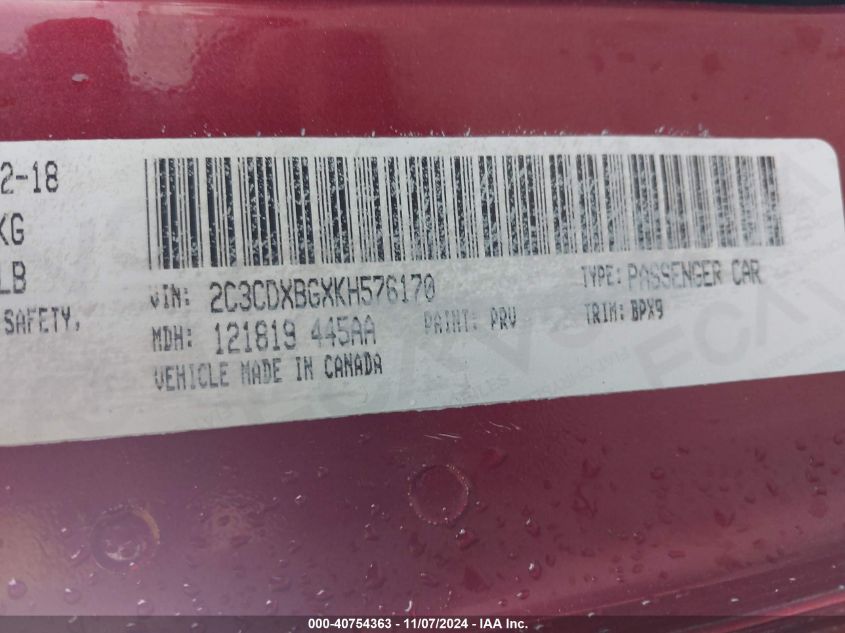 2-18
KG
LB
SAFETY,
VIN: 2C3CDXBGXKH576170
TYPE: PASSENGER CAR
MDH: 121819 445AA
PAINT: PRV
TRIM: BPX9
VEHICLE MADE IN CANADA
000-40754363 - 11/07/2024 - IAA Inc.